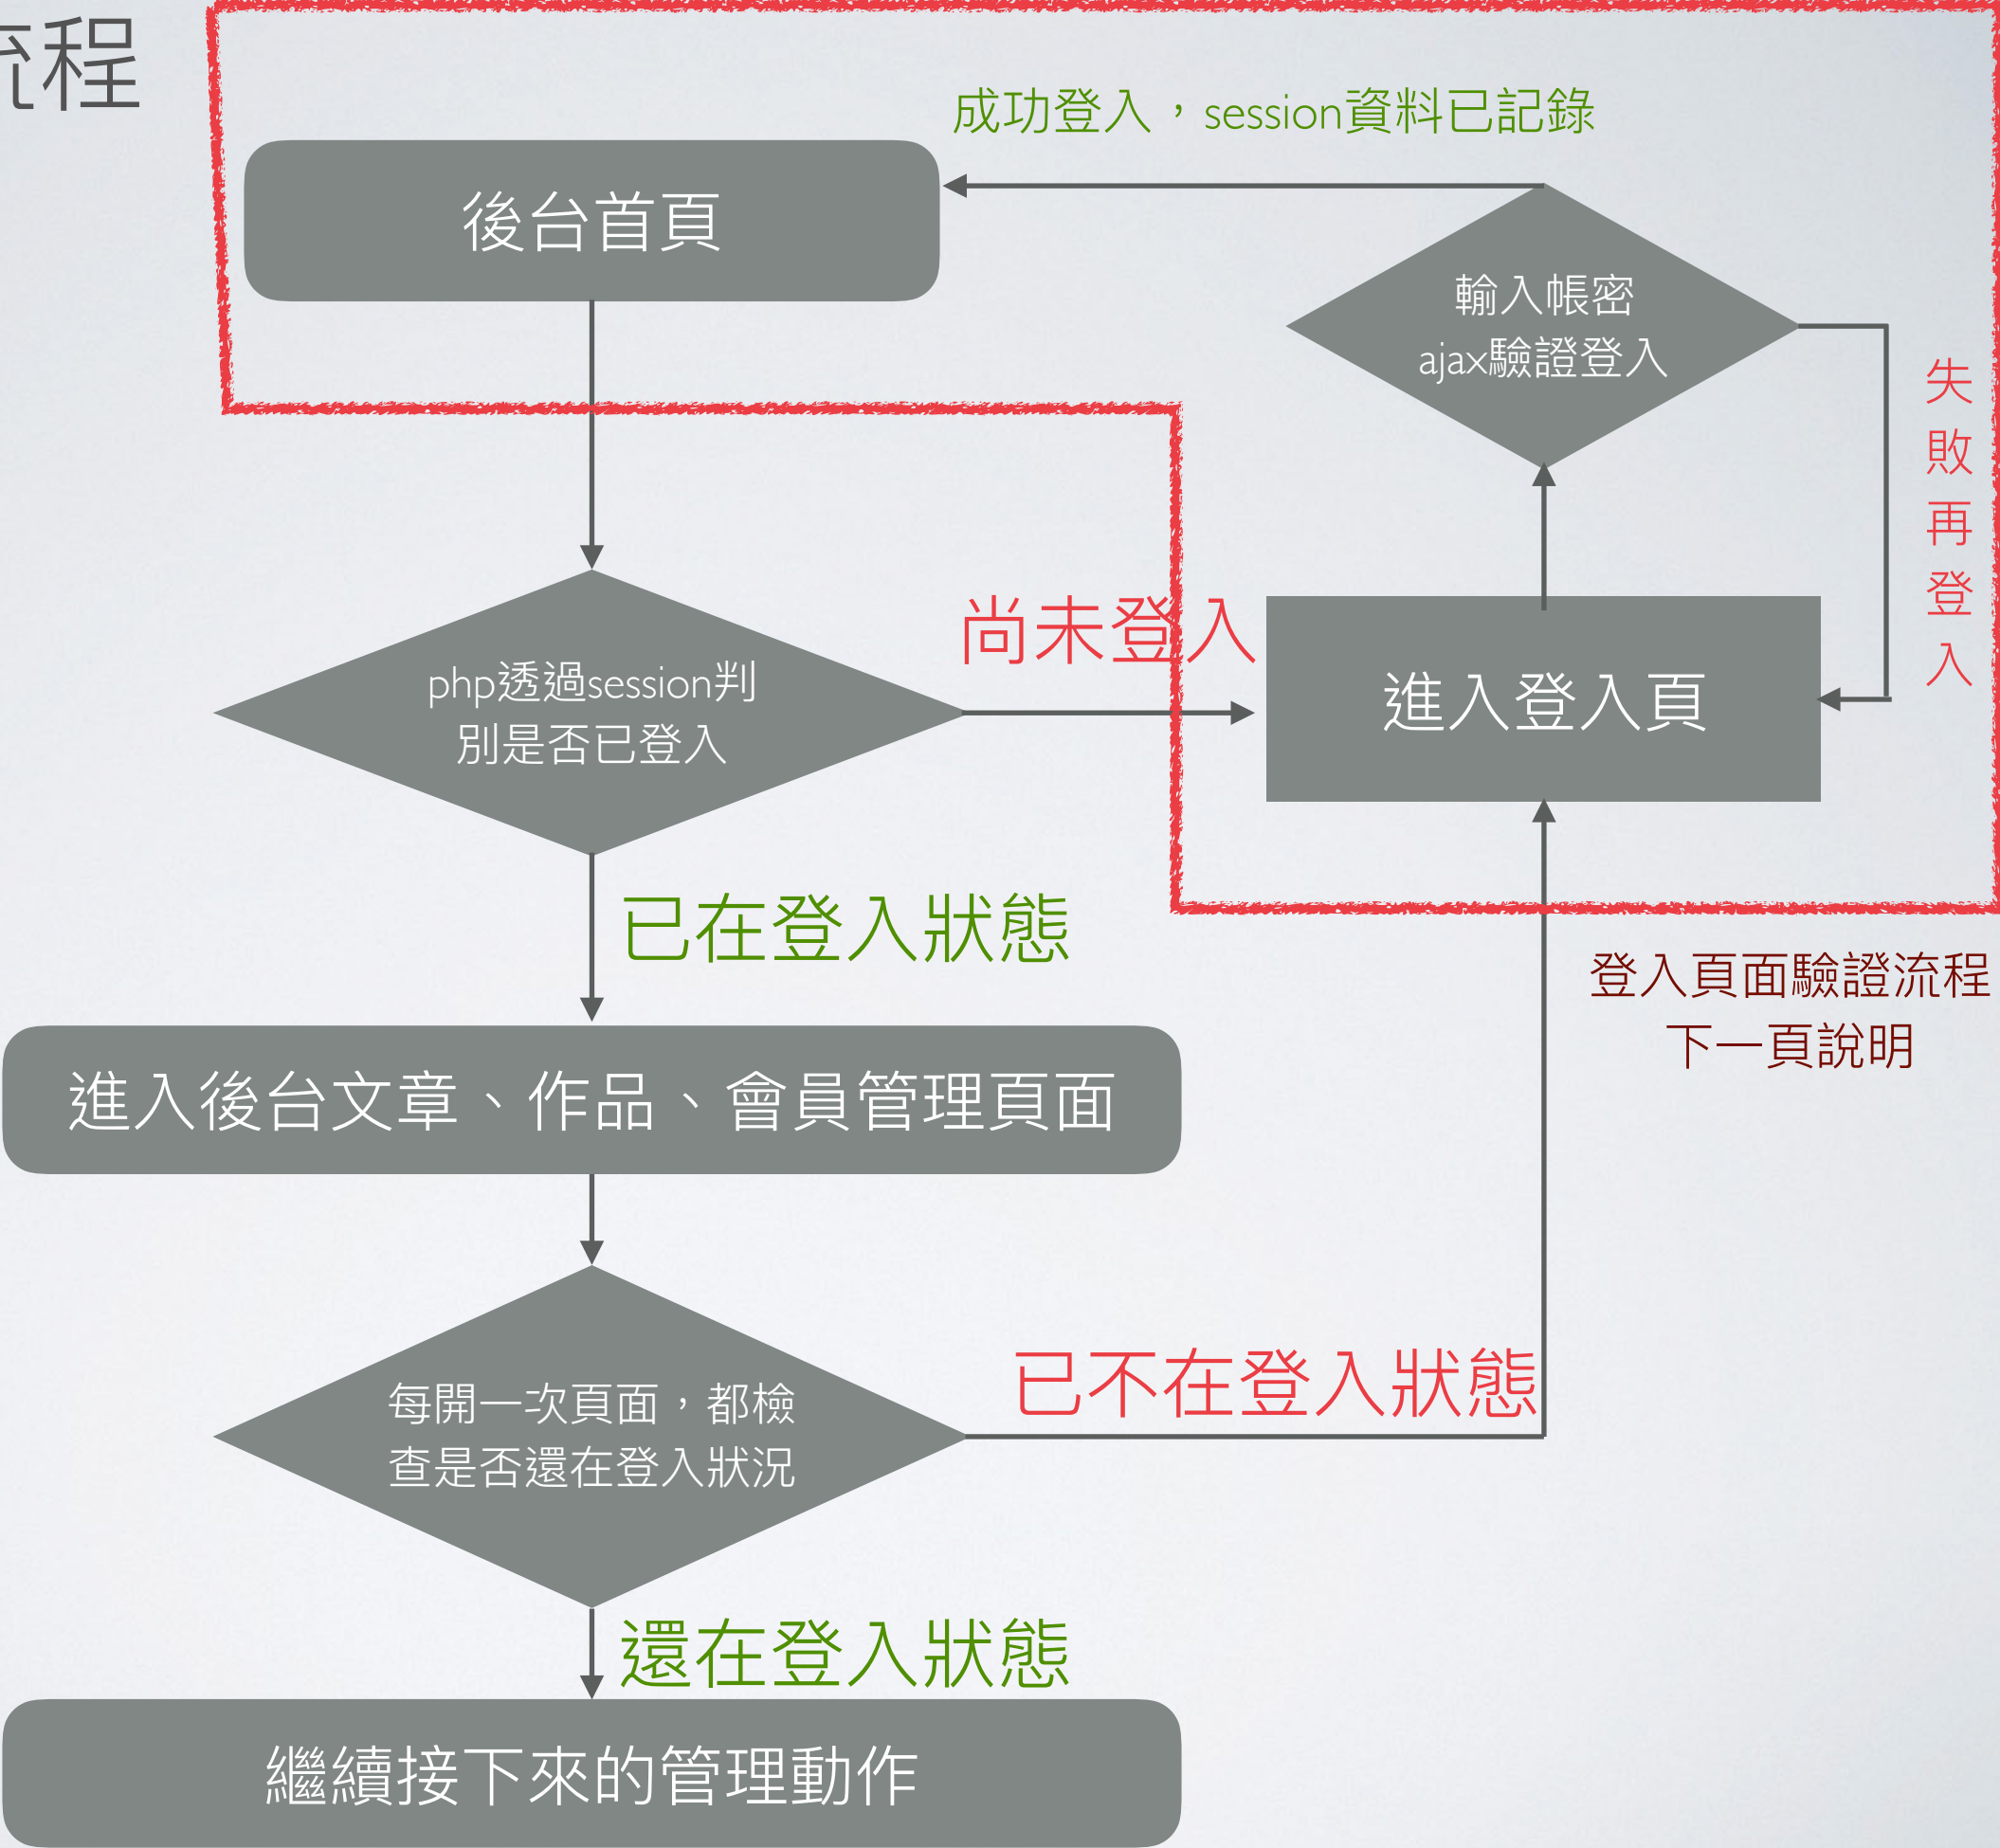 流程
成功登入，session資料已記錄
後台首頁
輸入帳密
ajax驗證登入
失
敗
再
登
入
尚未登入
php透過session判
別是否已登入
進入登入頁
已在登入狀態
登入頁面驗證流程
下一頁說明
進入後台文章、作品、會員管理頁面
已不在登入狀態
每開一次頁面，都檢
查是否還在登入狀況
還在登入狀態
繼續接下來的管理動作